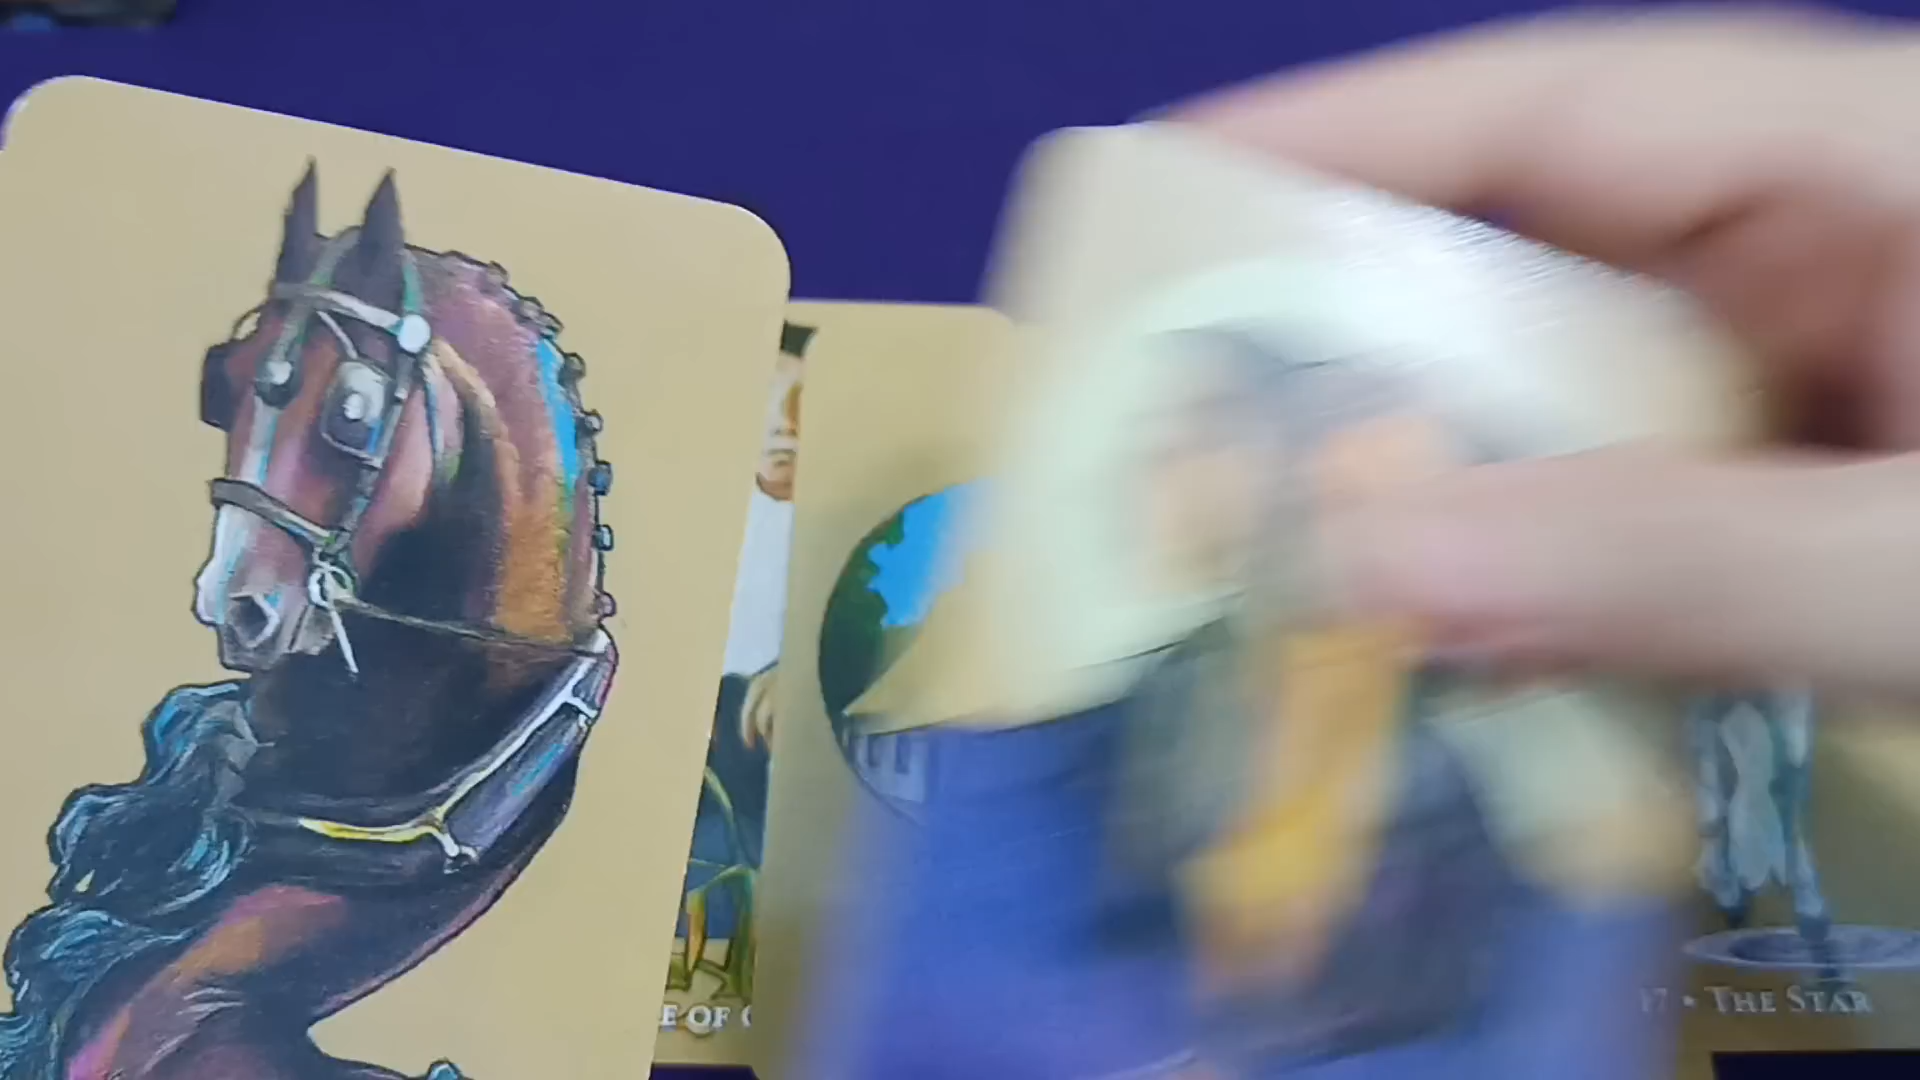 E OF
17 • THE STAR